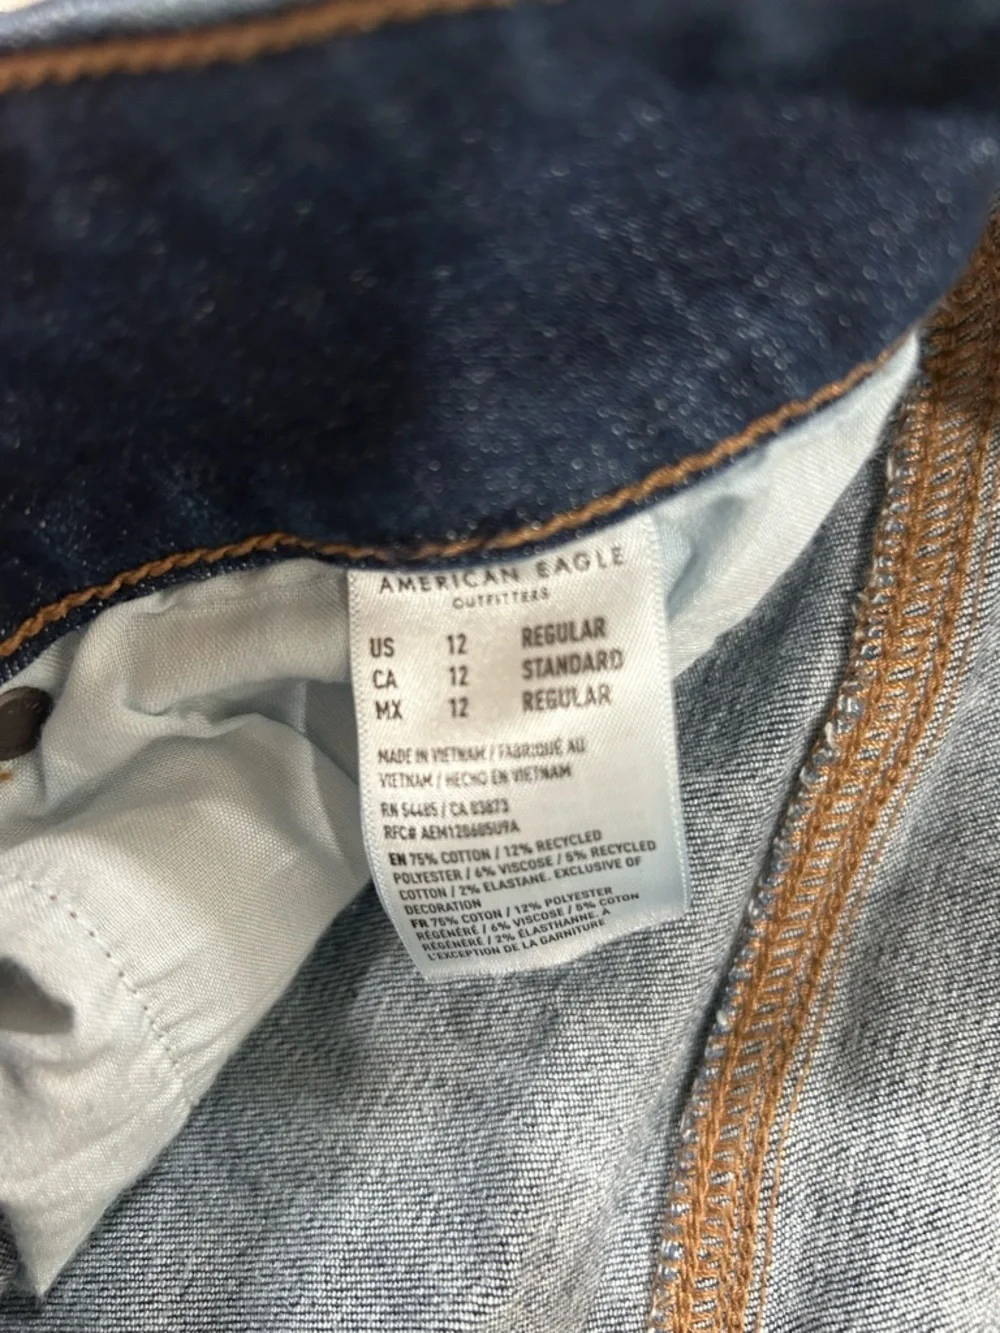 AMERICAN EAGLE
OUTFITTERS
US 12 REGULAR
CA 12 STANDARD
MX 12 REGULAR
MADE IN VIETNAM / FABRIQUÉ AU
VIETNAM / HECHO EN VIETNAM
RN 54485 / CA 03873
RFC# AEM120605U9A
EN 75% COTTON / 12% RECYCLED
POLYESTER / 6% VISCOSE / 5% RECYCLED
COTTON / 2% ELASTANE. EXCLUSIVE OF
DECORATION
FR 75% COTON / 12% POLYESTER
RÉGÉNÉRÉ / 6% VISCOSE / 5% COTON
RÉGÉNÉRÉ / 2% ÉLASTHANNE. À
L'EXCEPTION DE LA GARNITURE